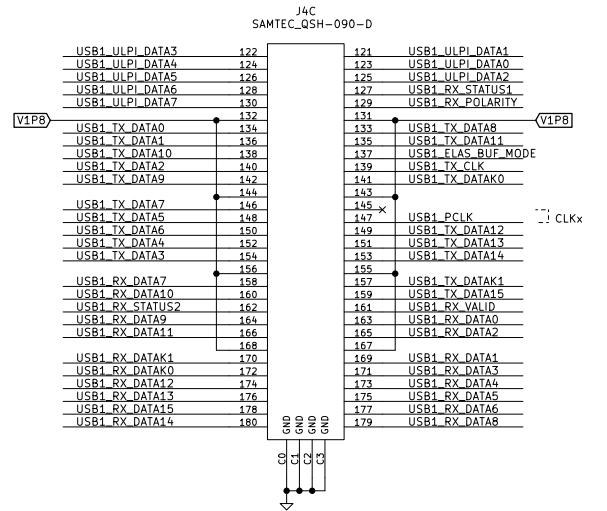 J4C
SAMTEC_QSH-090-D
USB1_ULPI_DATA3 122 121 USB1_ULPI_DATA1
USB1_ULPI_DATA4 124 123 USB1_ULPI_DATA0
USB1_ULPI_DATA5 126 125 USB1_ULPI_DATA2
USB1_ULPI_DATA6 128 127 USB1_RX_STATUS1
USB1_ULPI_DATA7 130 129 USB1_RX_POLARITY
V1P8 132 131 V1P8
USB1_TX_DATA0 134 133 USB1_TX_DATA8
USB1_TX_DATA1 136 135 USB1_TX_DATA11
USB1_TX_DATA10 138 137 USB1_ELAS_BUF_MODE
USB1_TX_DATA2 140 139 USB1_TX_CLK
USB1_TX_DATA9 142 141 USB1_TX_DATAK0
144 143
USB1_TX_DATA7 146 145
USB1_TX_DATA5 148 147 USB1_PCLK CLKx
USB1_TX_DATA6 150 149 USB1_TX_DATA12
USB1_TX_DATA4 152 151 USB1_TX_DATA13
USB1_TX_DATA3 154 153 USB1_TX_DATA14
156 155
USB1_RX_DATA7 158 157 USB1_TX_DATAK1
USB1_RX_DATA10 160 159 USB1_TX_DATA15
USB1_RX_STATUS2 162 161 USB1_RX_VALID
USB1_RX_DATA9 164 163 USB1_RX_DATA0
USB1_RX_DATA11 166 165 USB1_RX_DATA2
168 167
USB1_RX_DATAK1 170 169 USB1_RX_DATA1
USB1_RX_DATAK0 172 171 USB1_RX_DATA3
USB1_RX_DATA12 174 173 USB1_RX_DATA4
USB1_RX_DATA13 176 175 USB1_RX_DATA5
USB1_RX_DATA15 178 177 USB1_RX_DATA6
USB1_RX_DATA14 180 179 USB1_RX_DATA8
GND GND GND GND
C0 C1 C2 C3